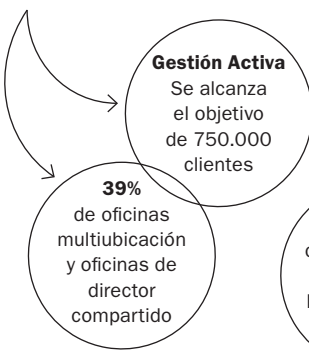 Gestión Activa
Se alcanza
el objetivo
de 750.000
clientes
39%
de oficinas
multiubicación
y oficinas de
director
compartido